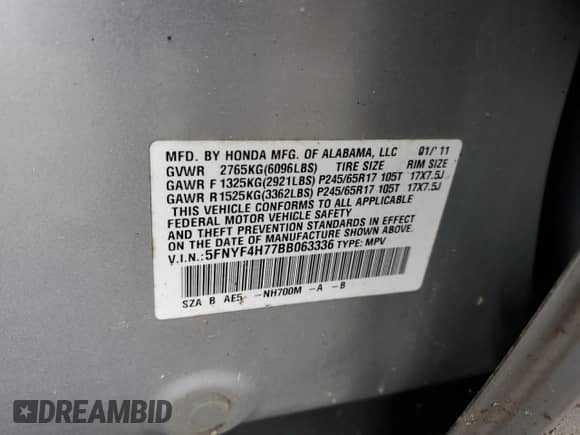 MFD. BY HONDA MFG. OF ALABAMA, LLC 01/'11
GVWR 2765KG(6096LBS) TIRE SIZE RIM SIZE
GAWR F 1325KG(2921LBS) P245/65R17 105T 17X7.5J
GAWR R1525KG(3362LBS) P245/65R17 105T 17X7.5J
THIS VEHICLE CONFORMS TO ALL APPLICABLE
FEDERAL MOTOR VEHICLE SAFETY
AND THEFT PREVENTION STANDARDS IN EFFECT
ON THE DATE OF MANUFACTURE SHOWN ABOVE.
V.I.N.:5FNYF4H77BB063336 TYPE: MPV
SZA B AE5 -NH700M -A -B
DREAMBID